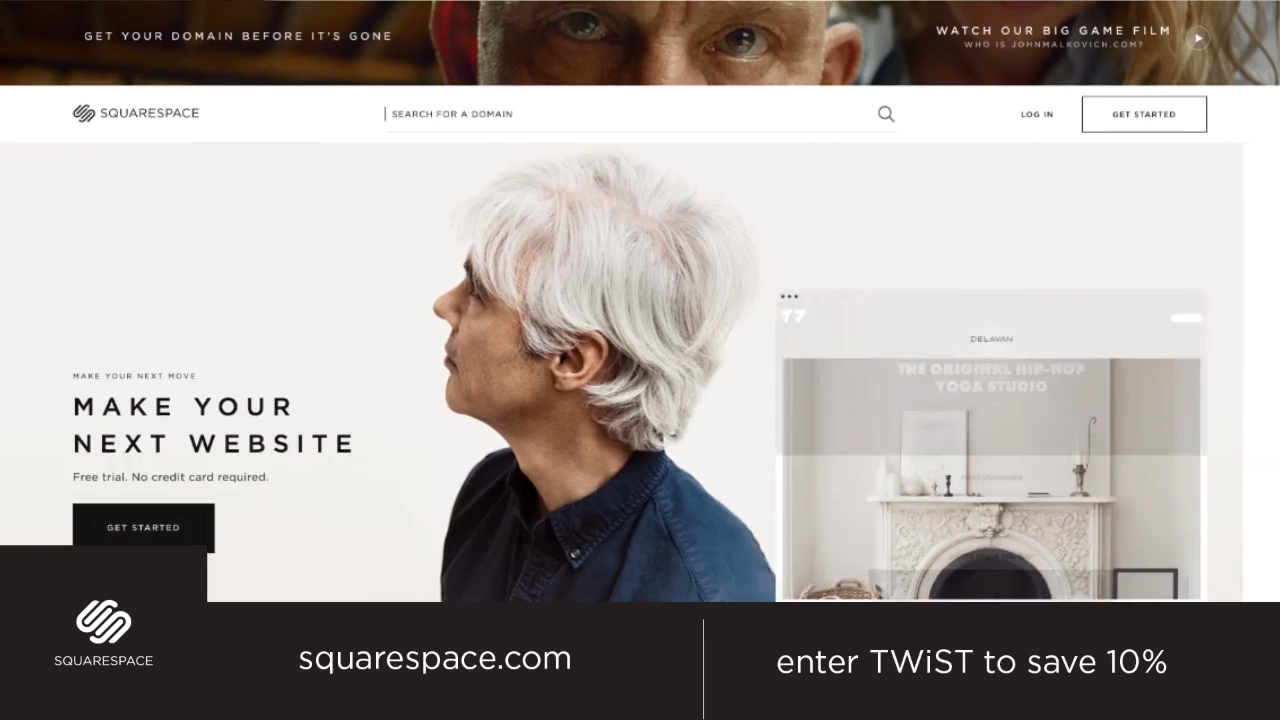 GET YOUR DOMAIN BEFORE IT'S GONE
WATCH OUR BIG GAME FILM
WHO IS JOHNMALKOVICH.COM?
SQUARESPACE
SEARCH FOR A DOMAIN
LOG IN
GET STARTED
Y7
DELAVAN
THE ORIGINAL HIP-HOP
YOGA STUDIO
MAKE YOUR NEXT MOVE
MAKE YOUR
NEXT WEBSITE
Free trial. No credit card required.
GET STARTED
SQUARESPACE
squarespace.com
enter TWiST to save 10%